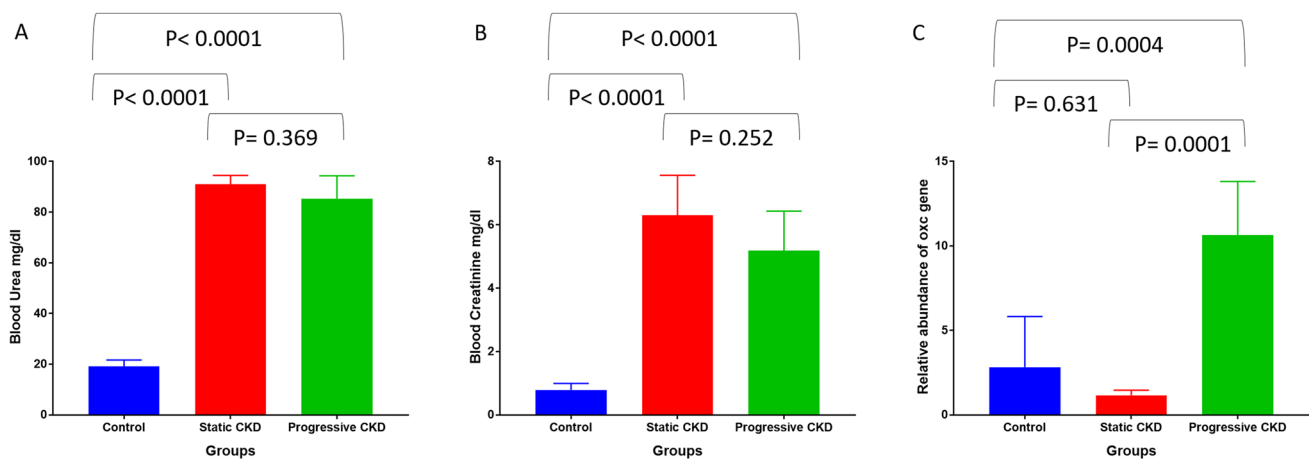 A
P< 0.0001
P< 0.0001
P= 0.369
100
80
60
40
20
0
Blood Urea mg/dl
Control
Static CKD
Progressive CKD
Groups
B
P< 0.0001
P< 0.0001
P= 0.252
8
6
4
2
0
Blood Creatinine mg/dl
Control
Static CKD
Progressive CKD
Groups
C
P= 0.0004
P= 0.631
P= 0.0001
15
10
5
0
Relative abundance of oxc gene
Control
Static CKD
Progressive CKD
Groups